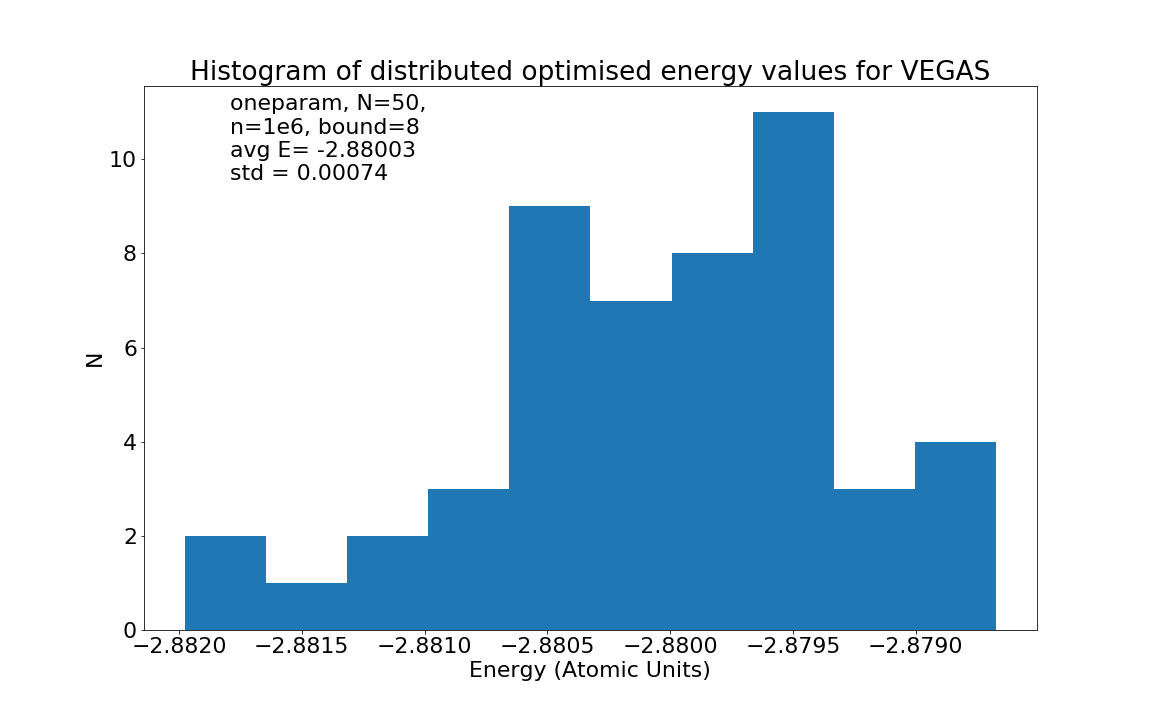 Histogram of distributed optimised energy values for VEGAS
oneparam, N=50,
n=1e6, bound=8
avg E= -2.88003
std = 0.00074
10
8
6
4
2
0
N
−2.8820 −2.8815 −2.8810 −2.8805 −2.8800 −2.8795 −2.8790
Energy (Atomic Units)